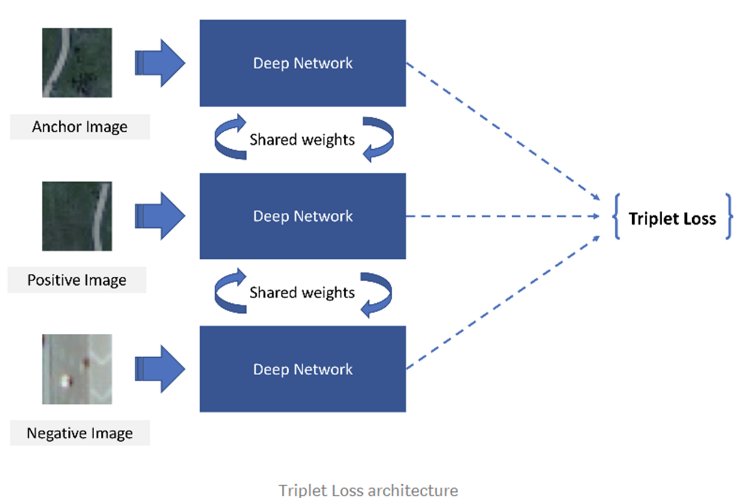 Deep Network
Anchor Image
Shared weights
Deep Network
{ Triplet Loss }
Positive Image
Shared weights
Deep Network
Negative Image
Triplet Loss architecture